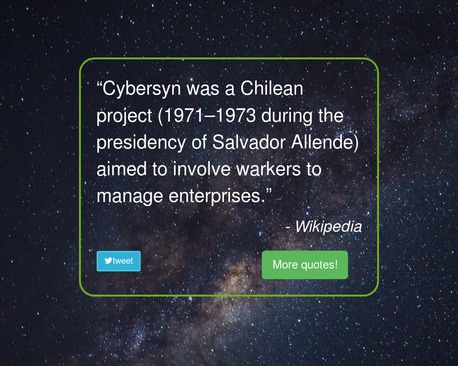 “Cybersyn was a Chilean
project (1971–1973 during the
presidency of Salvador Allende)
aimed to involve workers to
manage enterprises.”
- Wikipedia
tweet
More quotes!